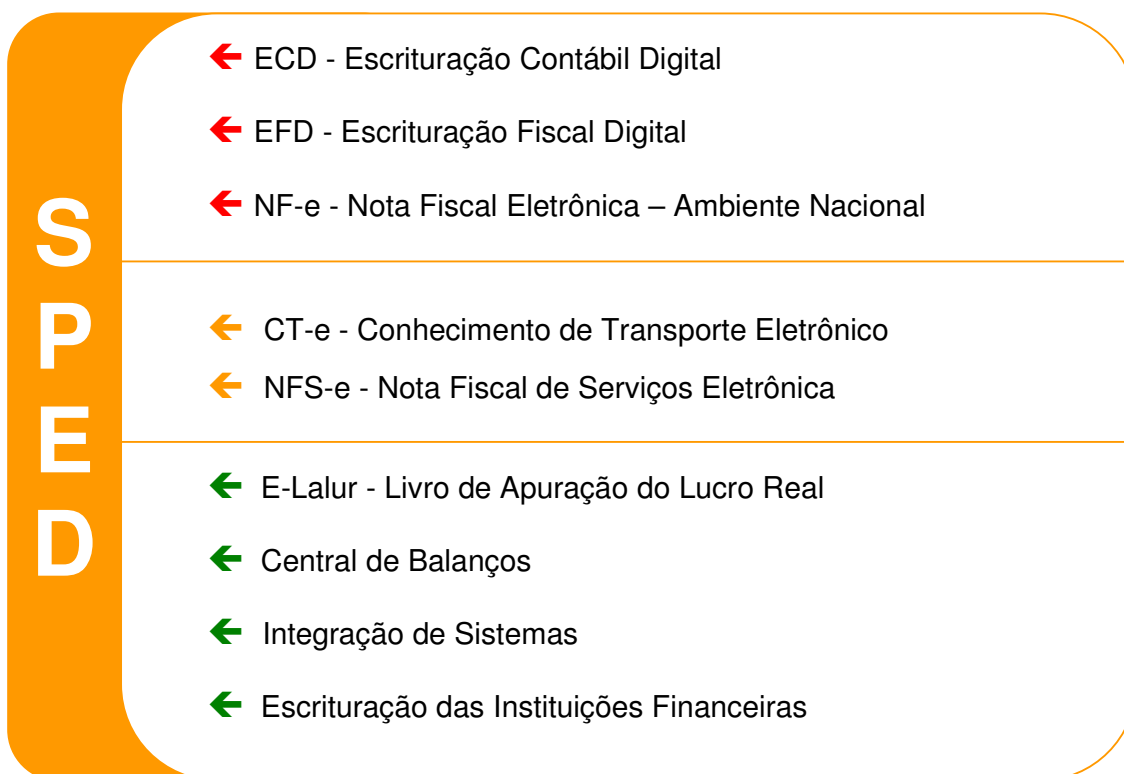 SPED
ECD - Escrituração Contábil Digital
EFD - Escrituração Fiscal Digital
NF-e - Nota Fiscal Eletrônica – Ambiente Nacional
CT-e - Conhecimento de Transporte Eletrônico
NFS-e - Nota Fiscal de Serviços Eletrônica
E-Lalur - Livro de Apuração do Lucro Real
Central de Balanços
Integração de Sistemas
Escrituração das Instituições Financeiras